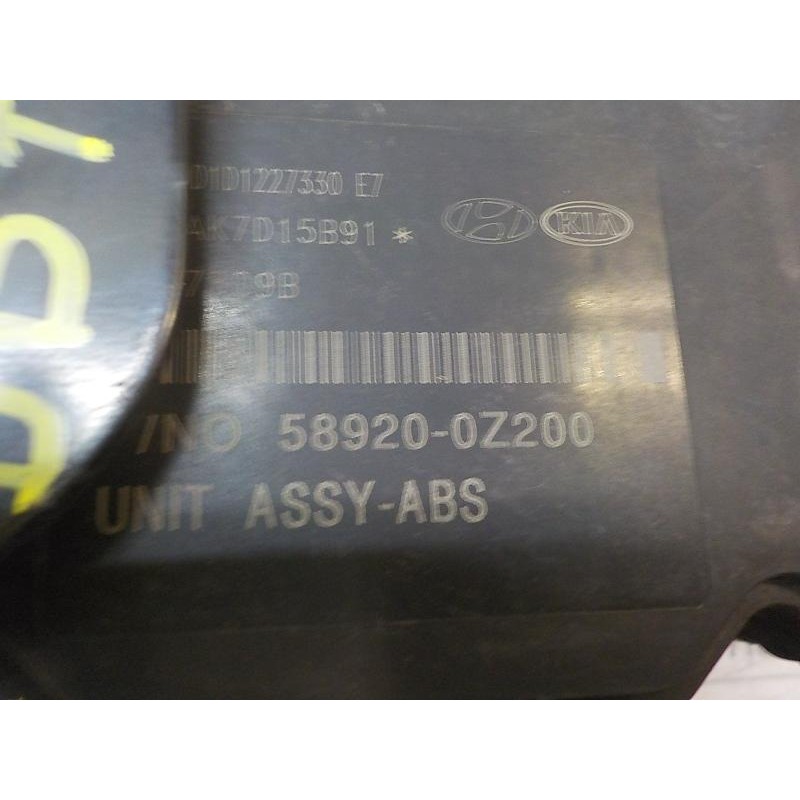 D1D1227330 E7
AK7D15B91 *
KIA
/NO 58920-0Z200
UNIT ASSY-ABS